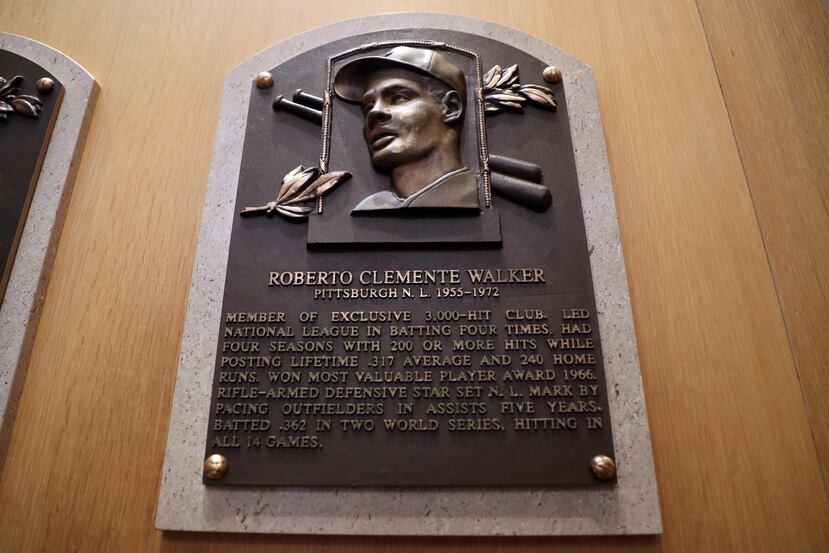 ROBERTO CLEMENTE WALKER
PITTSBURGH N. L. 1955-1972
MEMBER OF EXCLUSIVE 3,000-HIT CLUB. LED
NATIONAL LEAGUE IN BATTING FOUR TIMES. HAD
FOUR SEASONS WITH 200 OR MORE HITS WHILE
POSTING LIFETIME .317 AVERAGE AND 240 HOME
RUNS. WON MOST VALUABLE PLAYER AWARD 1966.
RIFLE-ARMED DEFENSIVE STAR SET N. L. MARK BY
PACING OUTFIELDERS IN ASSISTS FIVE YEARS.
BATTED .362 IN TWO WORLD SERIES, HITTING IN
ALL 14 GAMES.